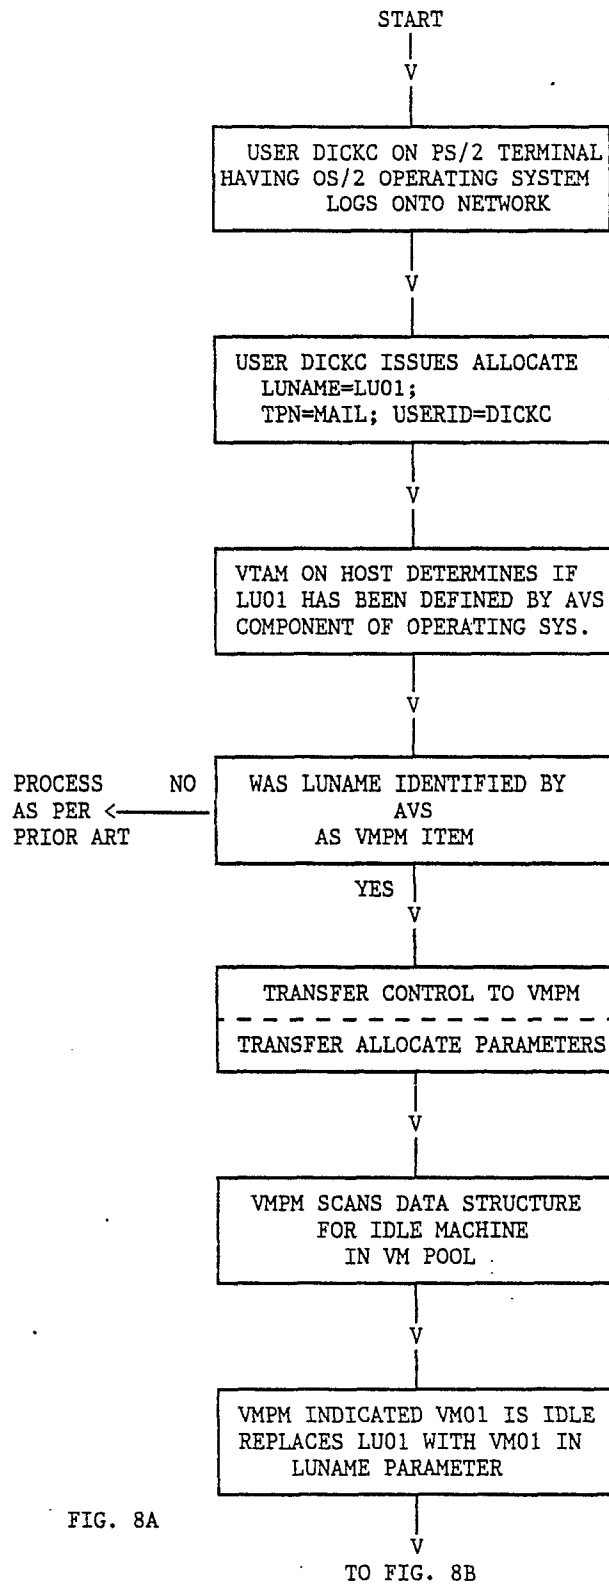 START
V
USER DICKC ON PS/2 TERMINAL
HAVING OS/2 OPERATING SYSTEM
LOGS ONTO NETWORK
V
USER DICKC ISSUES ALLOCATE
LUNAME=LU01;
TPN=MAIL; USERID=DICKC
V
VTAM ON HOST DETERMINES IF
LU01 HAS BEEN DEFINED BY AVS
COMPONENT OF OPERATING SYS.
V
WAS LUNAME IDENTIFIED BY
AVS
AS VMPM ITEM
NO
PROCESS
AS PER <
PRIOR ART
YES
V
TRANSFER CONTROL TO VMPM
TRANSFER ALLOCATE PARAMETERS
V
VMPM SCANS DATA STRUCTURE
FOR IDLE MACHINE
IN VM POOL
V
VMPM INDICATED VM01 IS IDLE
REPLACES LU01 WITH VM01 IN
LUNAME PARAMETER
V
TO FIG. 8B
FIG. 8A